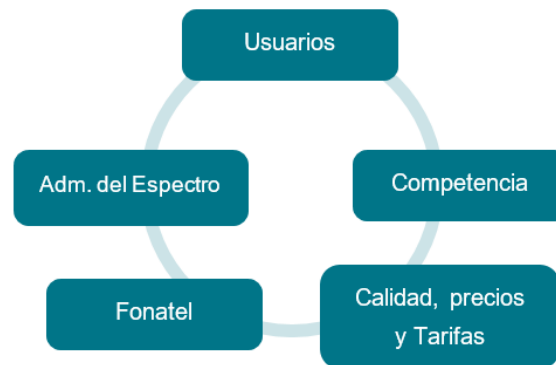 Usuarios
Adm. del Espectro
Competencia
Fonatel
Calidad, precios
y Tarifas